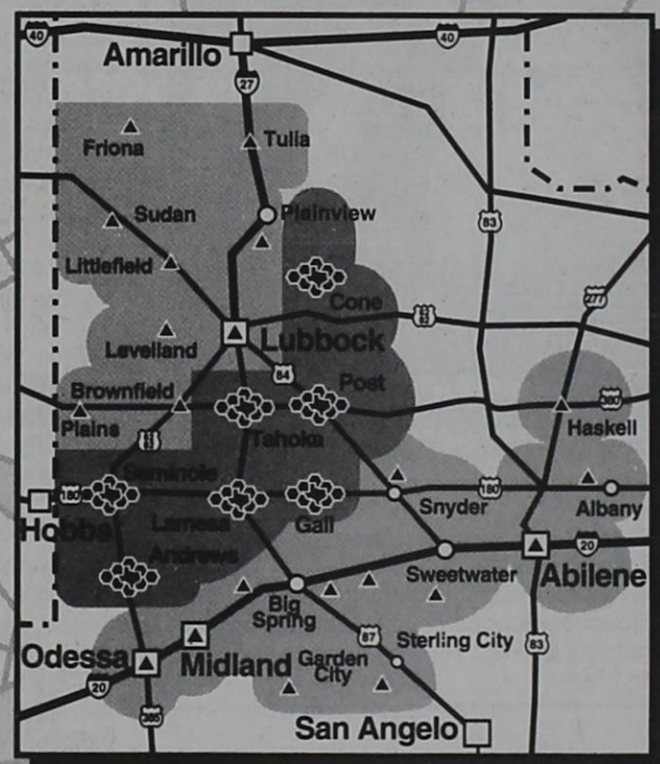 40
40
Amarillo
27
Friona
Tulia
Sudan
Plainview
83
Littlefield
Cone
277
Levelland
Lubbock
84
Post
Brownfield
380
Plains
Haskell
Tahoka
Seminole
180
180
Hobbs
Lamesa
Gail
Snyder
Albany
Andrews
20
Sweetwater
Abilene
Big
Spring
87
Sterling City
83
Odessa
Midland
Garden
City
20
385
San Angelo